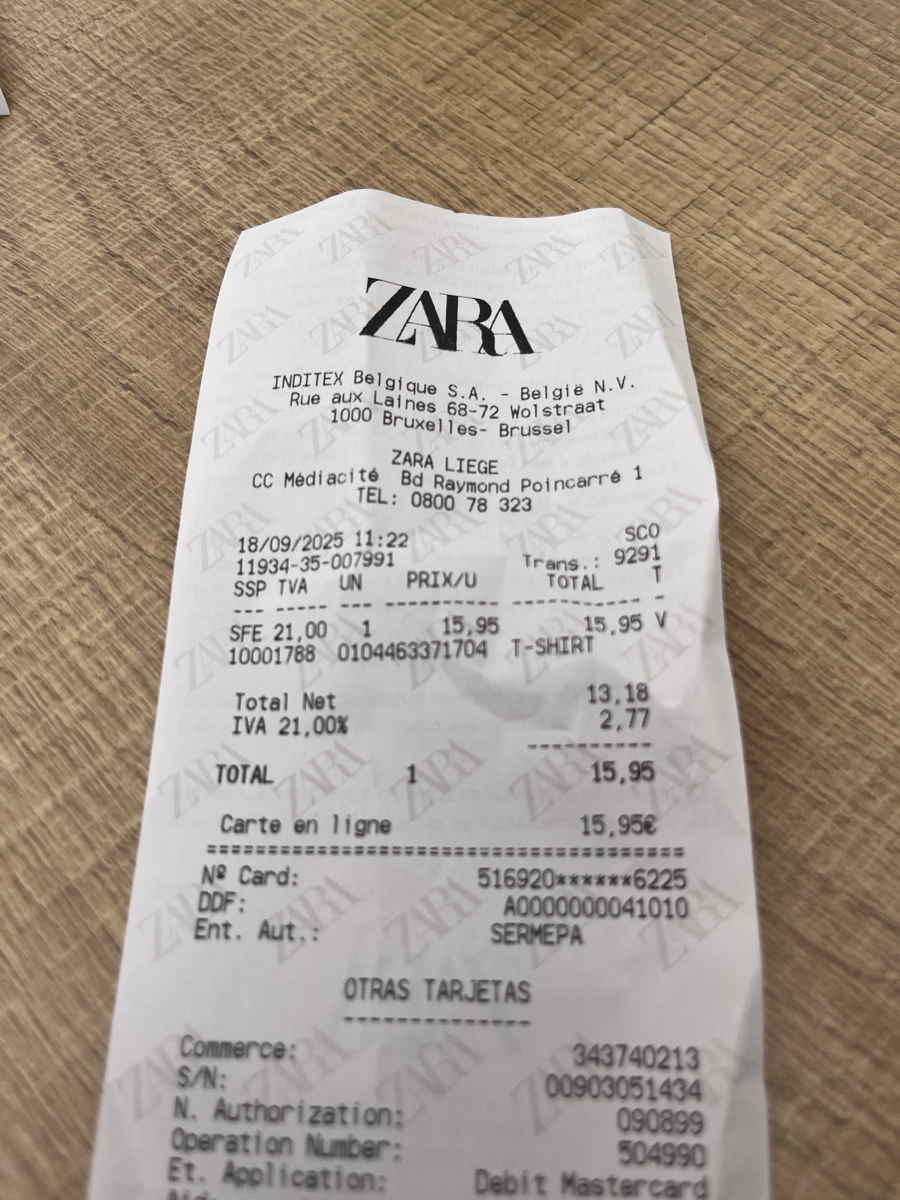 ZARA
INDITEX Belgique S.A. - België N.V.
Rue aux Laines 68-72 Wolstraat
1000 Bruxelles- Brussel
ZARA LIEGE
CC Médiacité Bd Raymond Poincarré 1
TEL: 0800 78 323
18/09/2025 11:22 SCO
11934-35-007991 Trans.: 9291
SSP TVA UN PRIX/U TOTAL T
SFE 21,00 1 15,95 15,95 V
10001788 0104463371704 T-SHIRT
Total Net 13,18
IVA 21,00% 2,77
TOTAL 1 15,95
Carte en ligne 15,95€
Nº Card: 516920******6225
DDF: A0000000041010
Ent. Aut.: SERMEPA
OTRAS TARJETAS
Commerce: 343740213
S/N: 00903051434
N. Authorization: 090899
Operation Number: 504990
Et. Application: Debit Mastercard